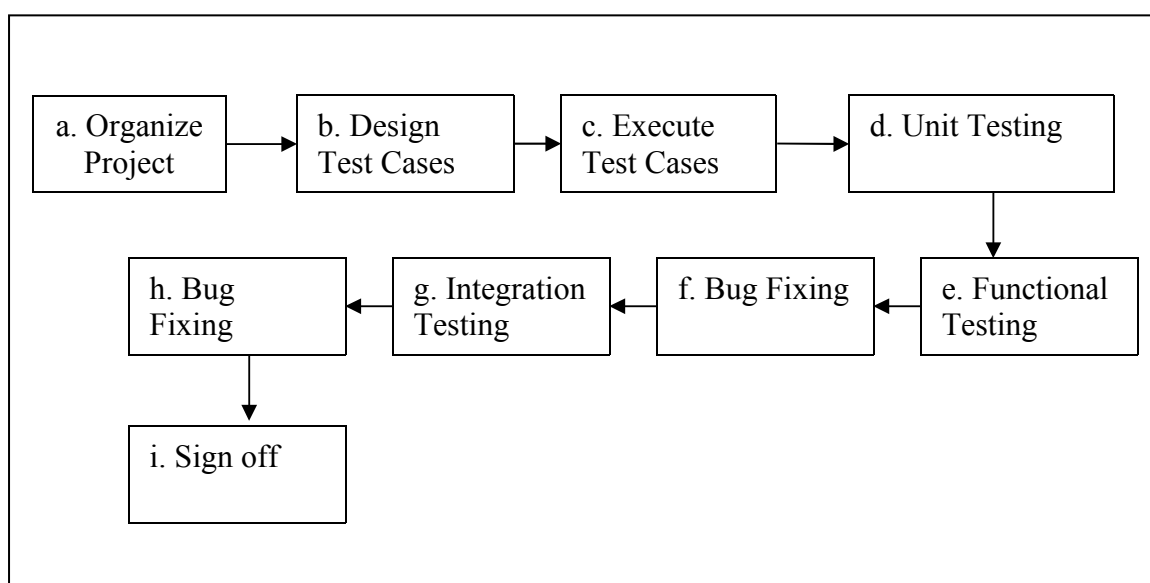 a. Organize
Project
b. Design
Test Cases
c. Execute
Test Cases
d. Unit Testing
e. Functional
Testing
f. Bug Fixing
g. Integration
Testing
h. Bug
Fixing
i. Sign off